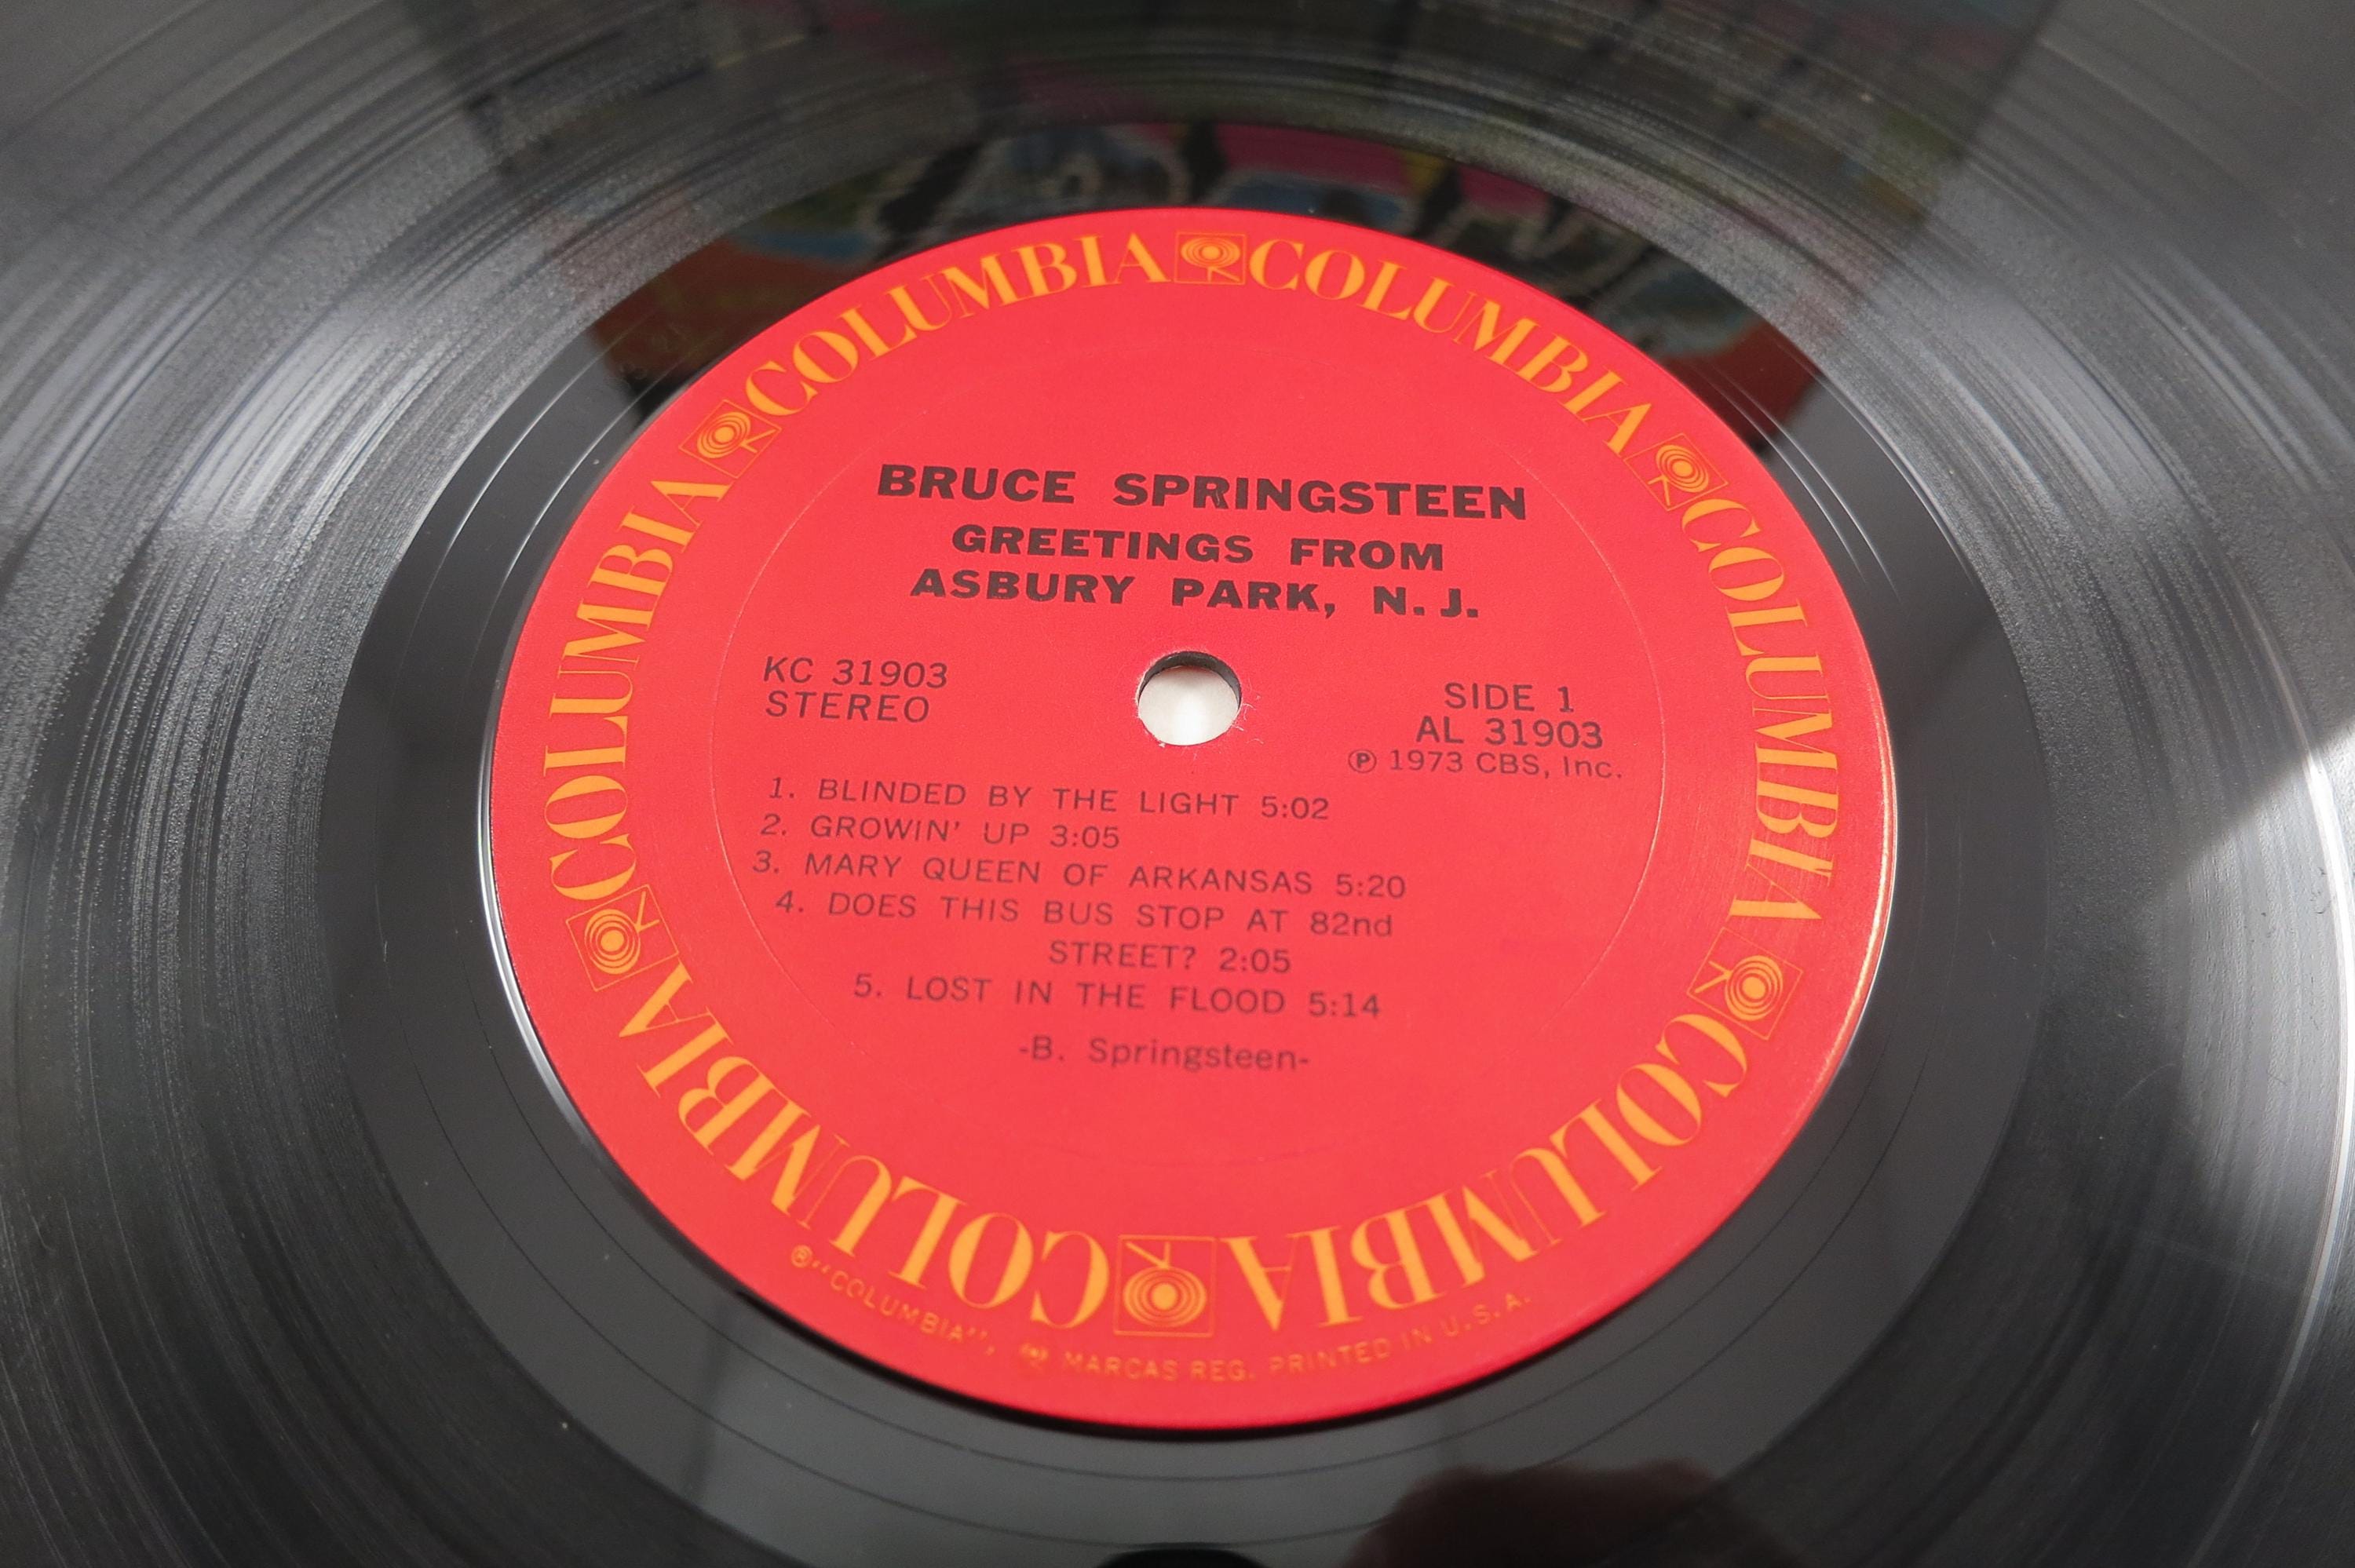 COLUMBIA COLUMBIA COLUMBIA COLUMBIA COLUMBIA COLUMBIA
BRUCE SPRINGSTEEN
GREETINGS FROM
ASBURY PARK, N.J.
KC 31903
STEREO
SIDE 1
AL 31903
℗ 1973 CBS, Inc.
1. BLINDED BY THE LIGHT 5:02
2. GROWIN' UP 3:05
3. MARY QUEEN OF ARKANSAS 5:20
4. DOES THIS BUS STOP AT 82nd
STREET? 2:05
5. LOST IN THE FLOOD 5:14
-B. Springsteen-
®"COLUMBIA", MARCAS REG. PRINTED IN U.S.A.